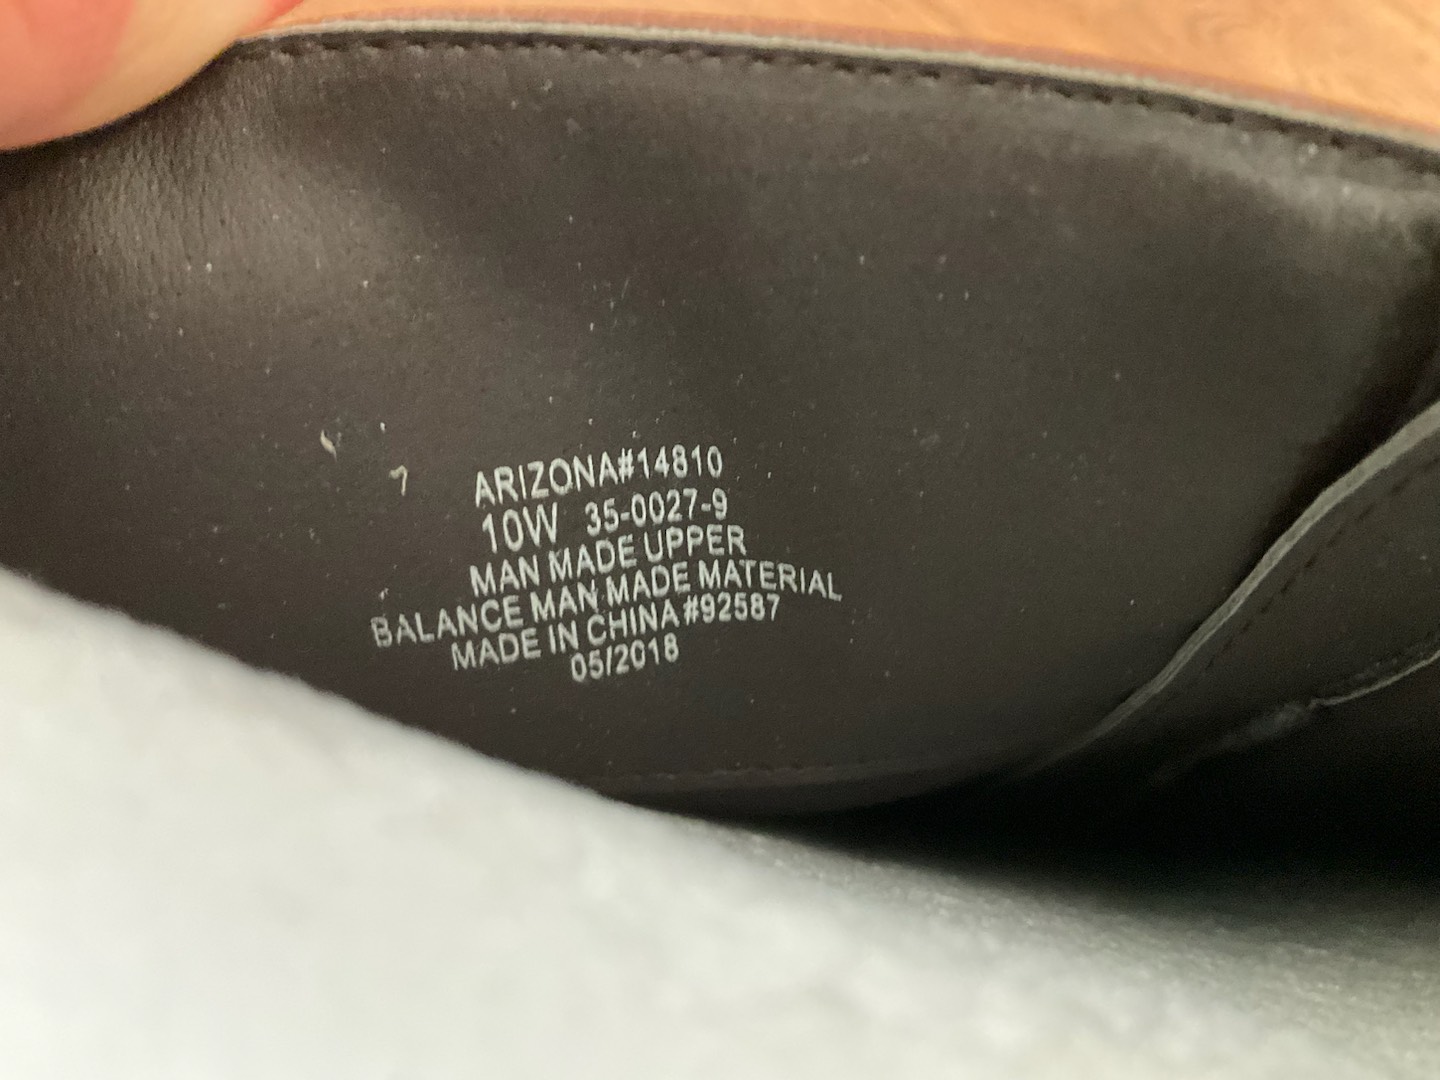 ARIZONA#14810
10W 35-0027-9
MAN MADE UPPER
BALANCE MAN MADE MATERIAL
MADE IN CHINA #92587
05/2018